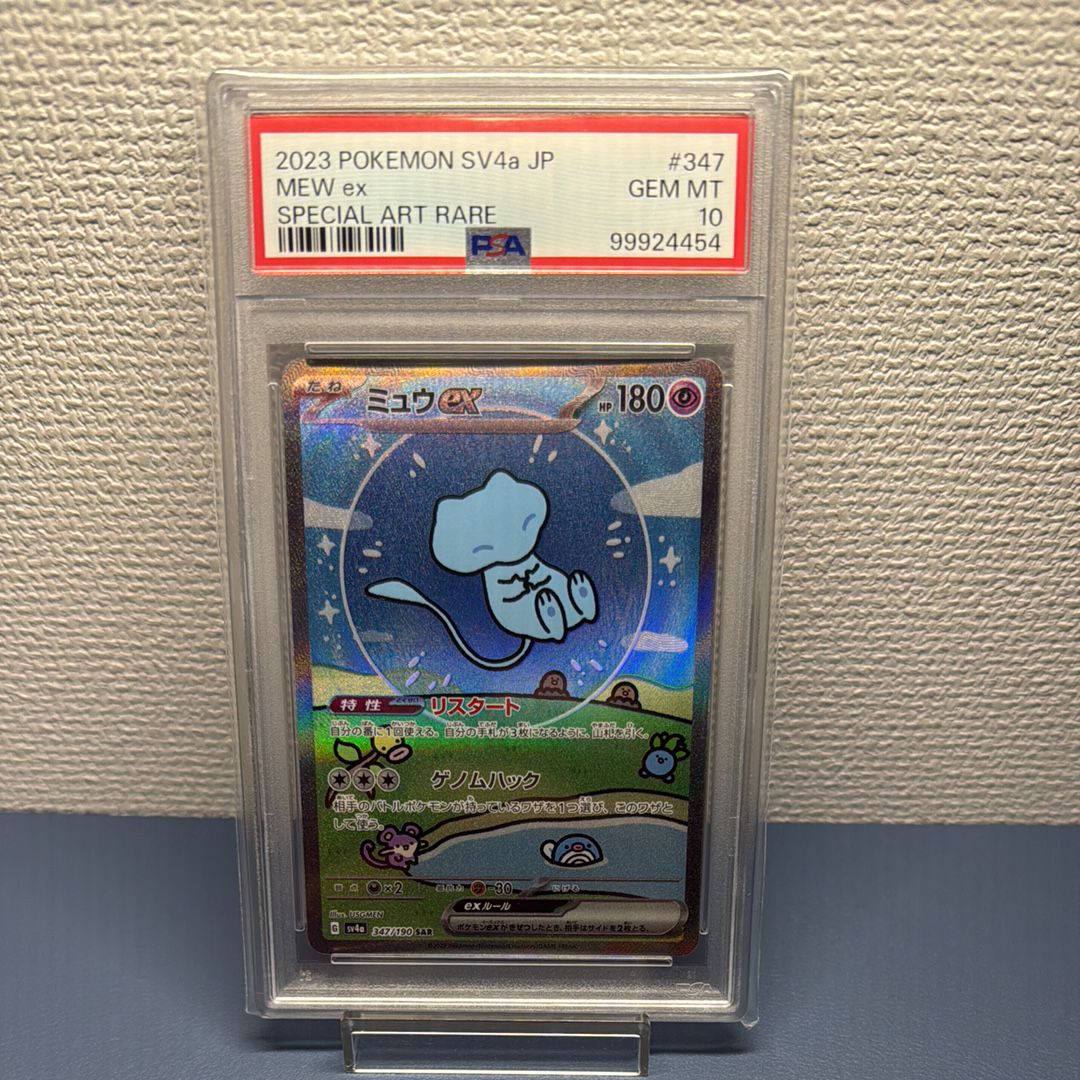 2023 POKEMON SV4a JP #347
MEW ex GEM MT
SPECIAL ART RARE 10
PSA 99924454
たね ミュウex HP 180
特性 リスタート
自分の番に1回使える。自分の手札が3枚になるように、山札を引く。
ゲノムハック
相手のバトルポケモンが持っているワザを1つ選び、このワザと
して使う。
弱点 ×2 抵抗力 -30 にげる
exルール
ポケモンexがきぜつしたとき、相手はサイドを2枚とる。
Illus. USGMEN
G sv4a 347/190 SAR